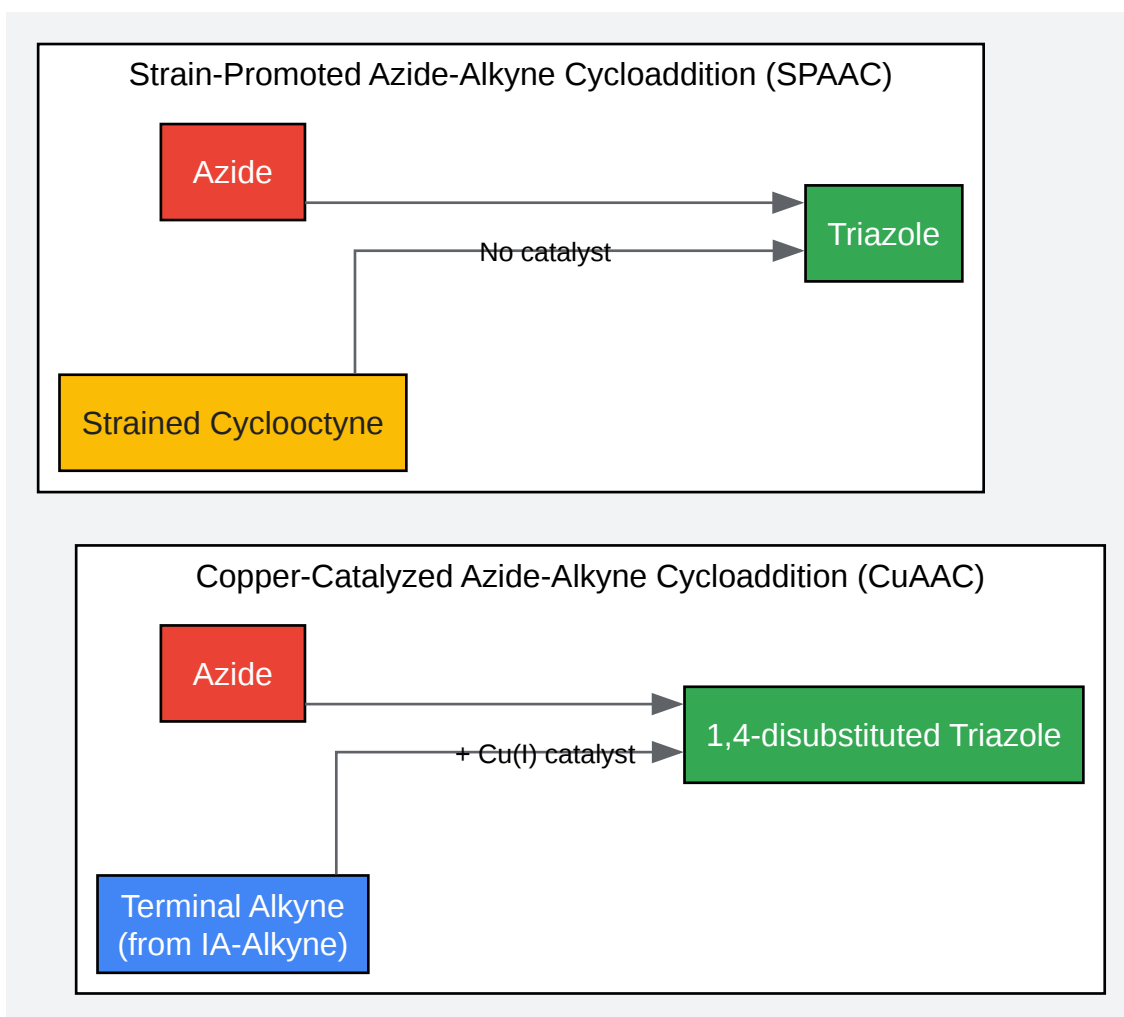 Strain-Promoted Azide-Alkyne Cycloaddition (SPAAC)
Azide
Triazole
No catalyst
Strained Cyclooctyne
Copper-Catalyzed Azide-Alkyne Cycloaddition (CuAAC)
Azide
1,4-disubstituted Triazole
+ Cu(I) catalyst
Terminal Alkyne
(from IA-Alkyne)